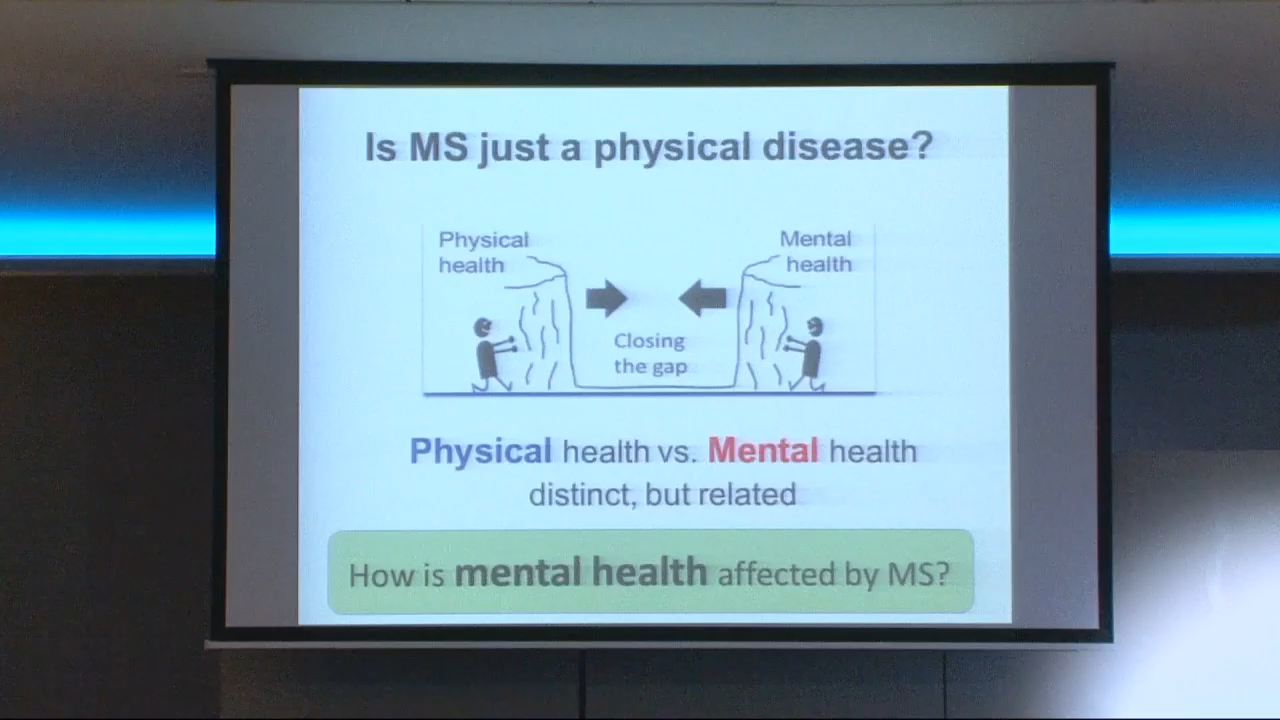 Is MS just a physical disease?
Physical
health
Mental
health
Closing
the gap
Physical health vs. Mental health
distinct, but related
How is mental health affected by MS?